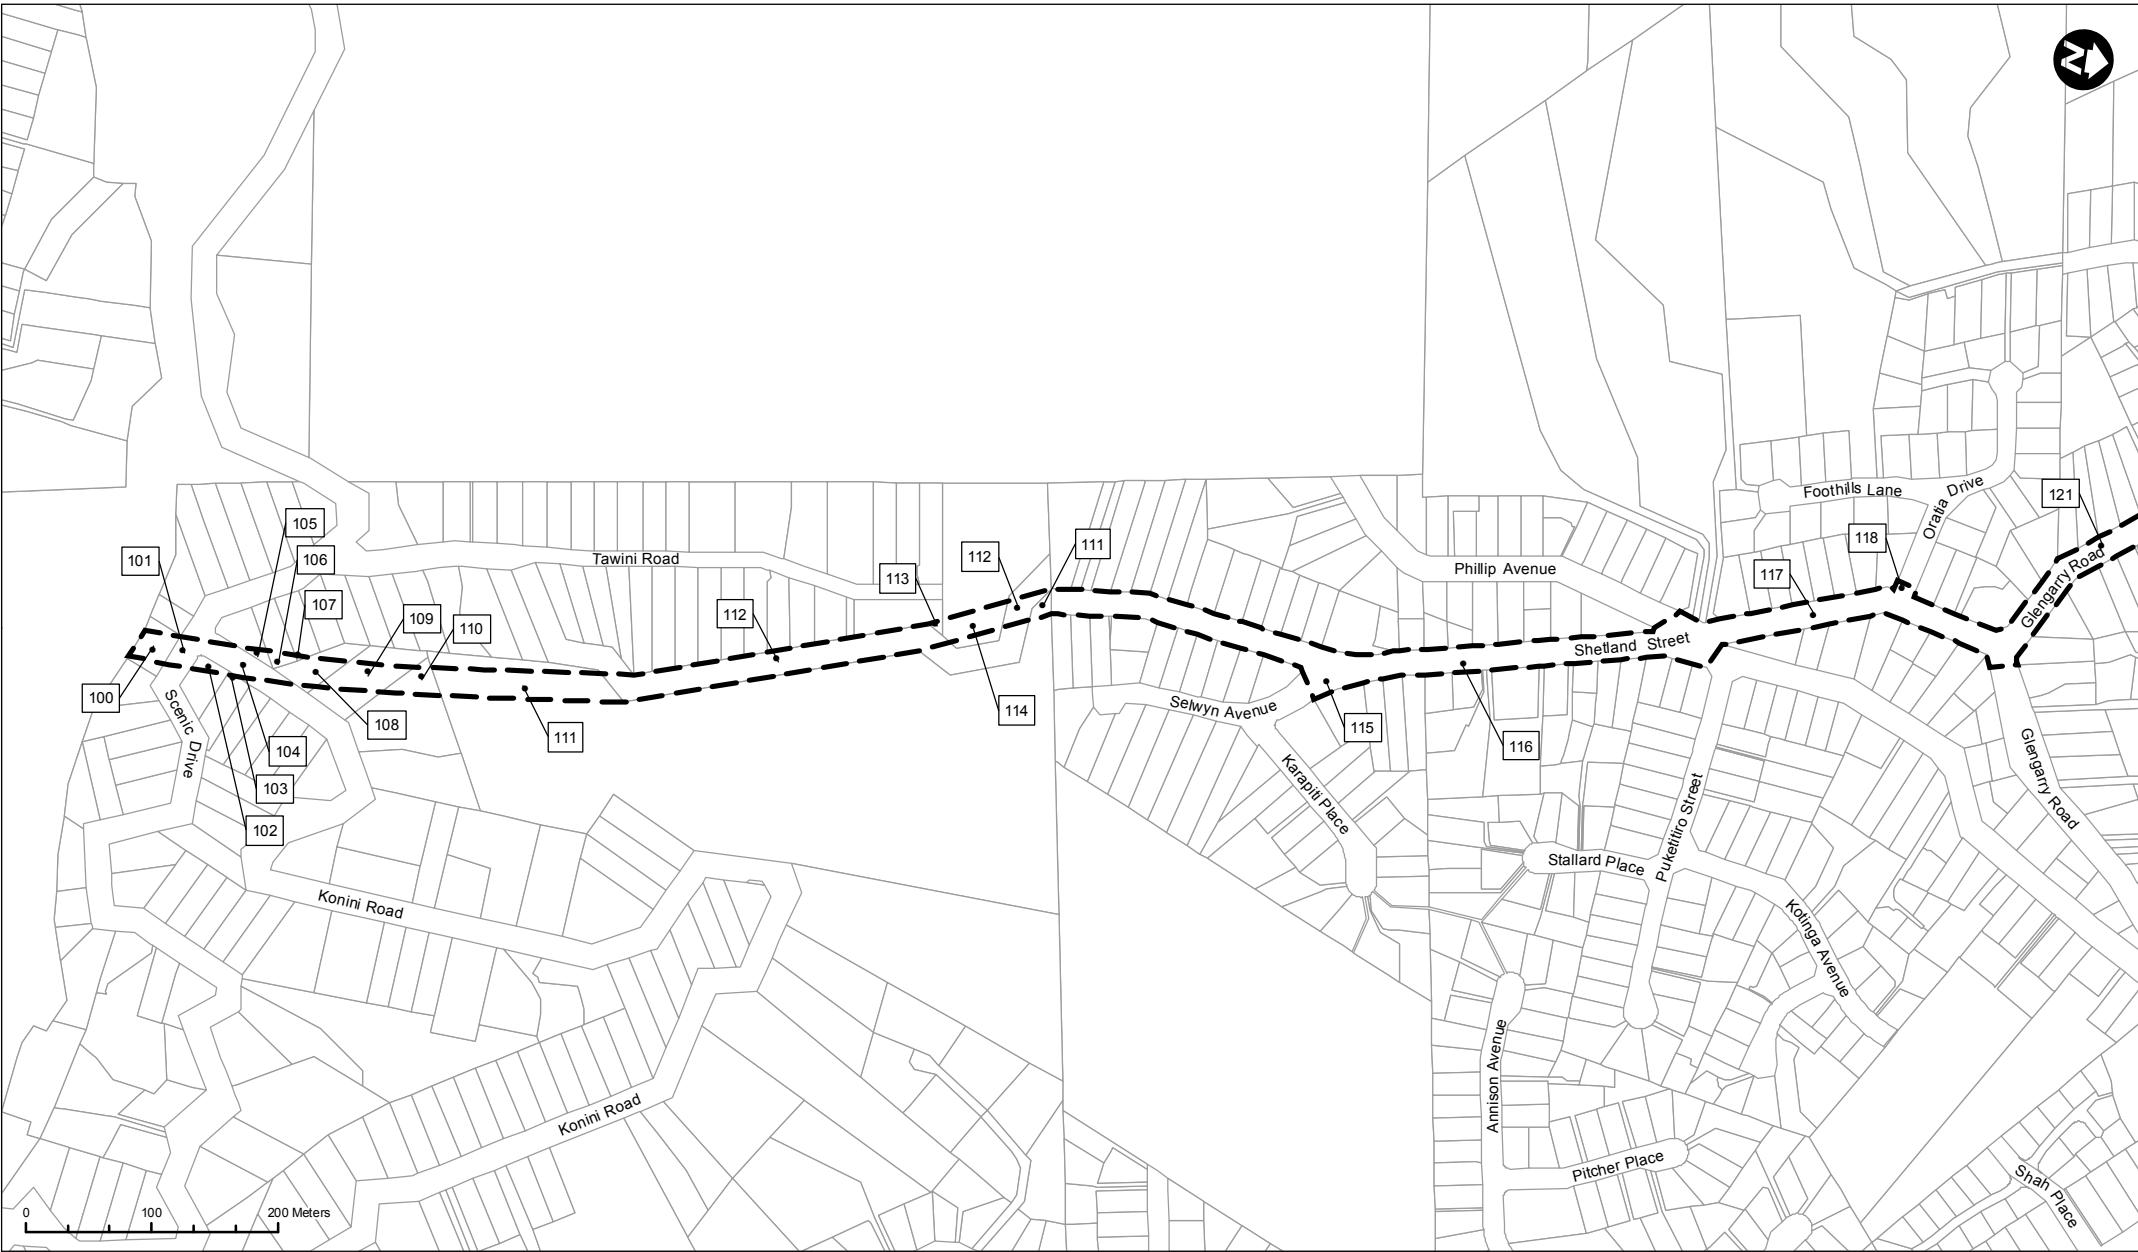 N
121
Foothills Lane
Oratia Drive
105
118
111
106
101
112
Tawini Road
Phillip Avenue
113
117
Glengarry Road
107
109
112
110
Shetland Street
100
Scenic Drive
114
Selwyn Avenue
108
115
111
116
104
103
102
Karapiti Place
Puketitiro Street
Glengarry Road
Stallard Place
Konini Road
Kotinga Avenue
Annison Avenue
Konini Road
Pitcher Place
Shah Place
0 100 200 Meters